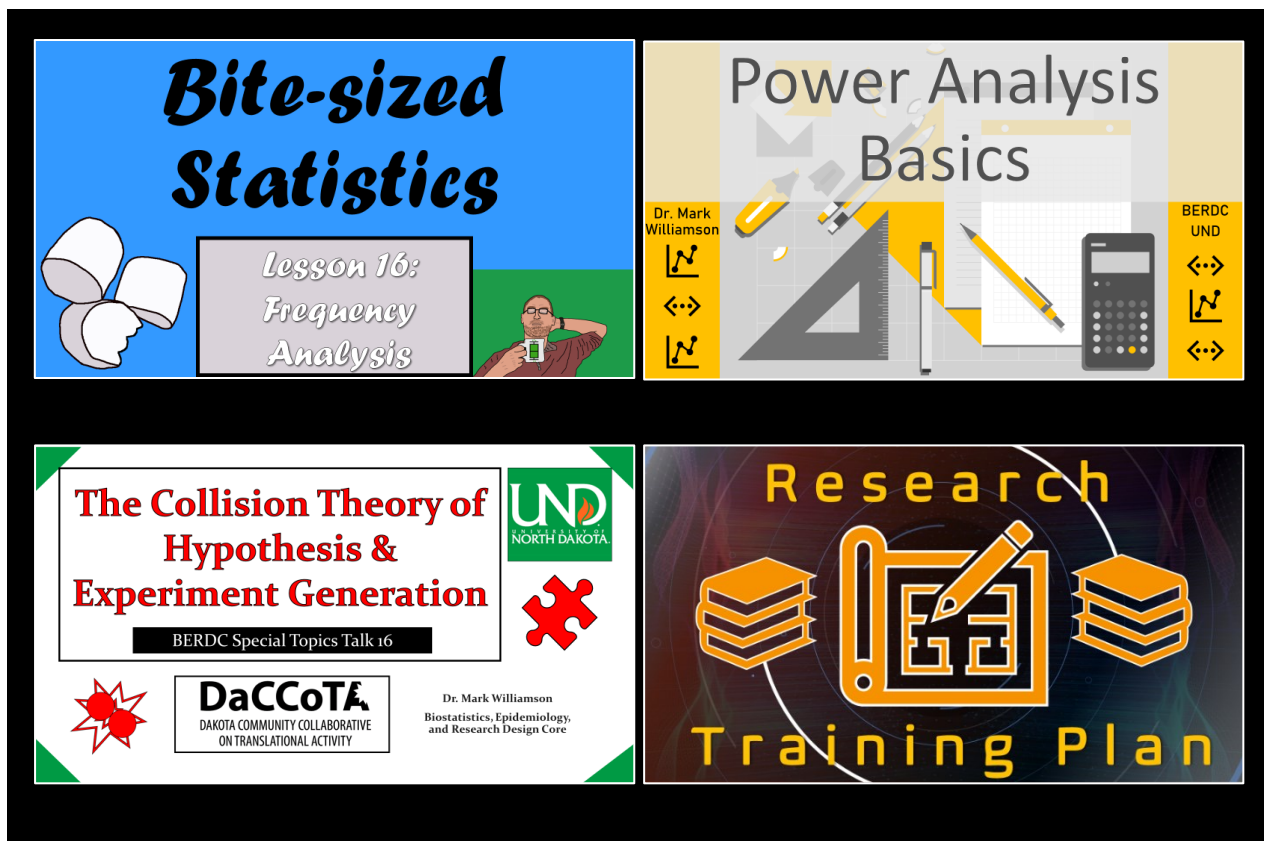 Bite-sized
Statistics
Lesson 16:
Frequency
Analysis
Power Analysis
Basics
Dr. Mark
Williamson
BERDC
UND
The Collision Theory of
Hypothesis &
Experiment Generation
BERDC Special Topics Talk 16
UND
UNIVERSITY OF
NORTH DAKOTA.
DaCCoTA
DAKOTA COMMUNITY COLLABORATIVE
ON TRANSLATIONAL ACTIVITY
Dr. Mark Williamson
Biostatistics, Epidemiology,
and Research Design Core
Research
Training Plan